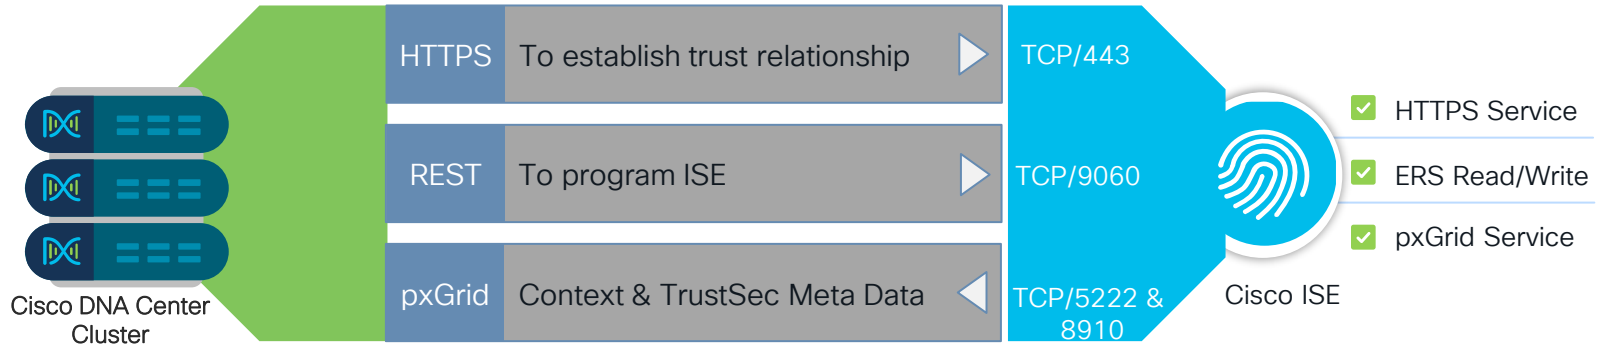 HTTPS To establish trust relationship TCP/443
REST To program ISE TCP/9060
pxGrid Context & TrustSec Meta Data TCP/5222 &
8910
Cisco DNA Center
Cluster
Cisco ISE
HTTPS Service
ERS Read/Write
pxGrid Service